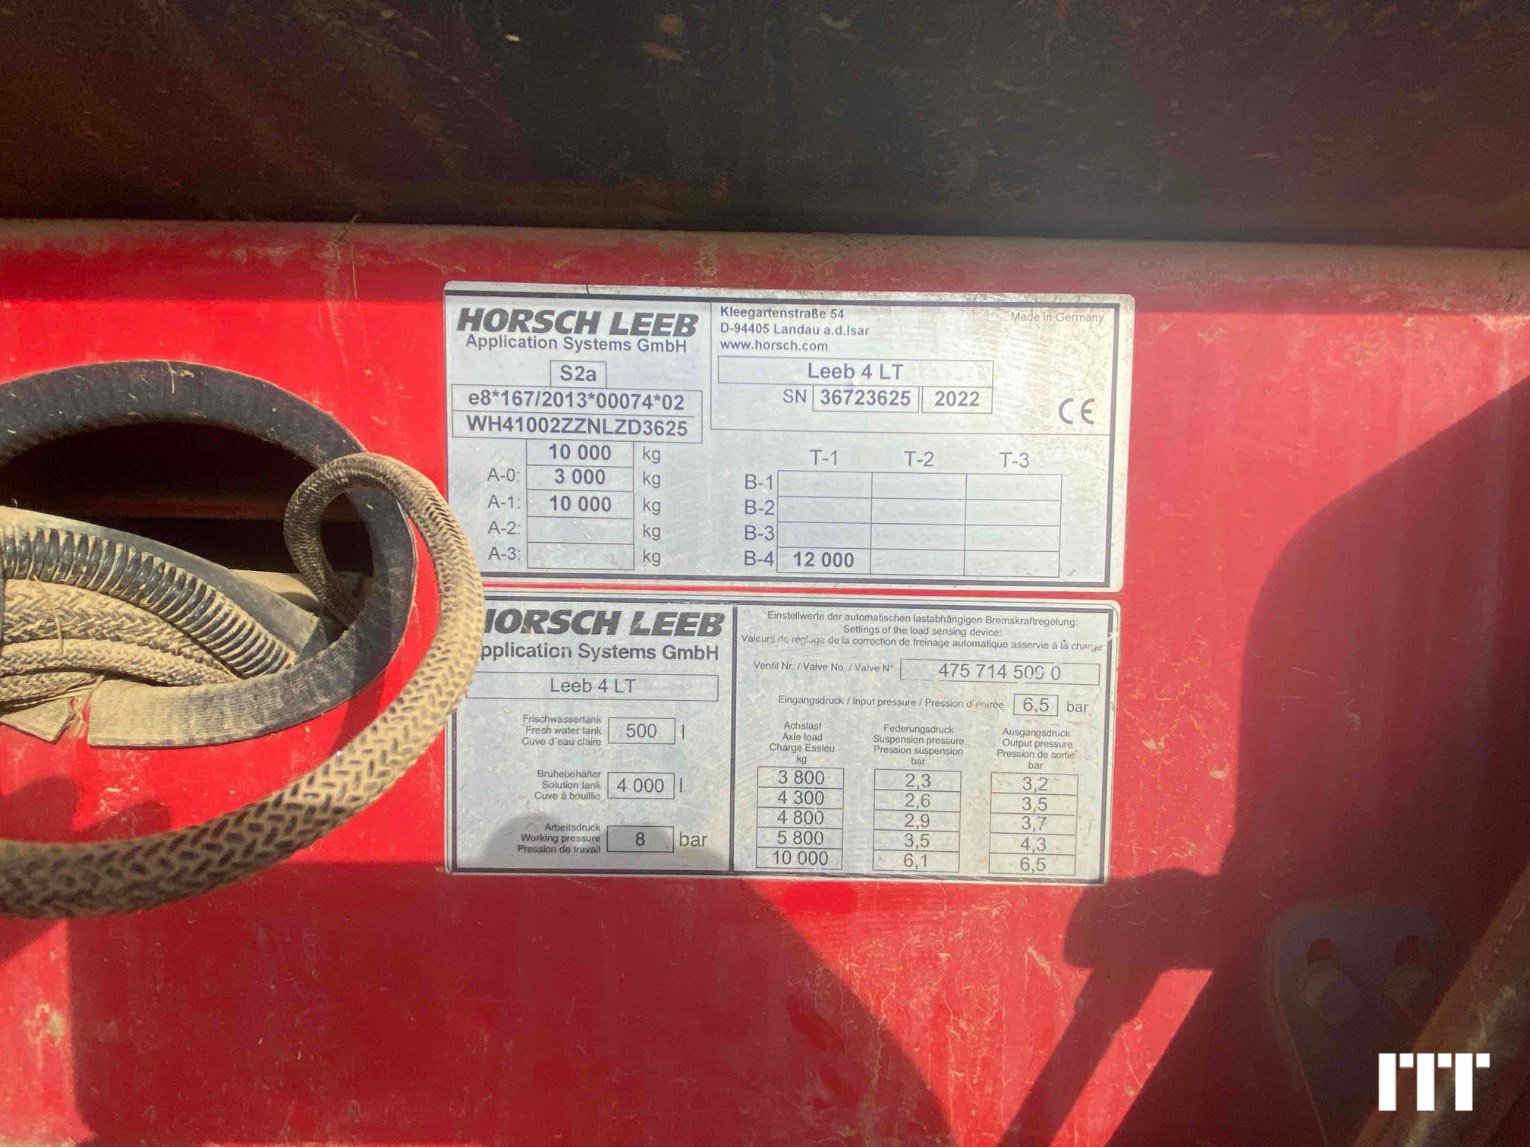 HORSCH LEEB
Application Systems GmbH
S2a
e8*167/2013*00074*02
WH41002ZZNLZD3625
10 000 kg
A-0: 3 000 kg
A-1: 10 000 kg
A-2: kg
A-3: kg
Kleegartenstraße 54
D-94405 Landau a.d.Isar
www.horsch.com
Made in Germany
Leeb 4 LT
SN 36723625 2022
CE
T-1 T-2 T-3
B-1
B-2
B-3
B-4 12 000
HORSCH LEEB
Application Systems GmbH
Leeb 4 LT
Frischwassertank
Fresh water tank
Cuve d'eau claire
500 l
Brühebehälter
Solution tank
Cuve à bouillie
4 000 l
Arbeitsdruck
Working pressure
Pression de travail
8 bar
Einstellwerte der automatischen lastabhängigen Bremskraftregelung:
Settings of the load sensing device:
Valeurs de réglage de la correction de freinage automatique asservie à la charge:
Ventil Nr. / Valve No. / Valve N° 475 714 509 0
Eingangsdruck / Input pressure / Pression d'entrée 6,5 bar
Achslast
Axle load
Charge Essieu
kg
Federungsdruck
Suspension pressure
Pression suspension
bar
Ausgangsdruck
Output pressure
Pression de sortie
bar
3 800 2,3 3,2
4 300 2,6 3,5
4 800 2,9 3,7
5 800 3,5 4,3
10 000 6,1 6,5